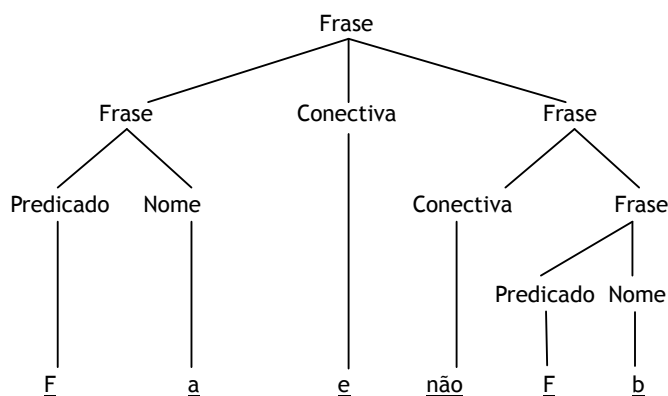 Frase
Frase Conectiva Frase
Predicado Nome Conectiva Frase
Predicado Nome
F a e não F b